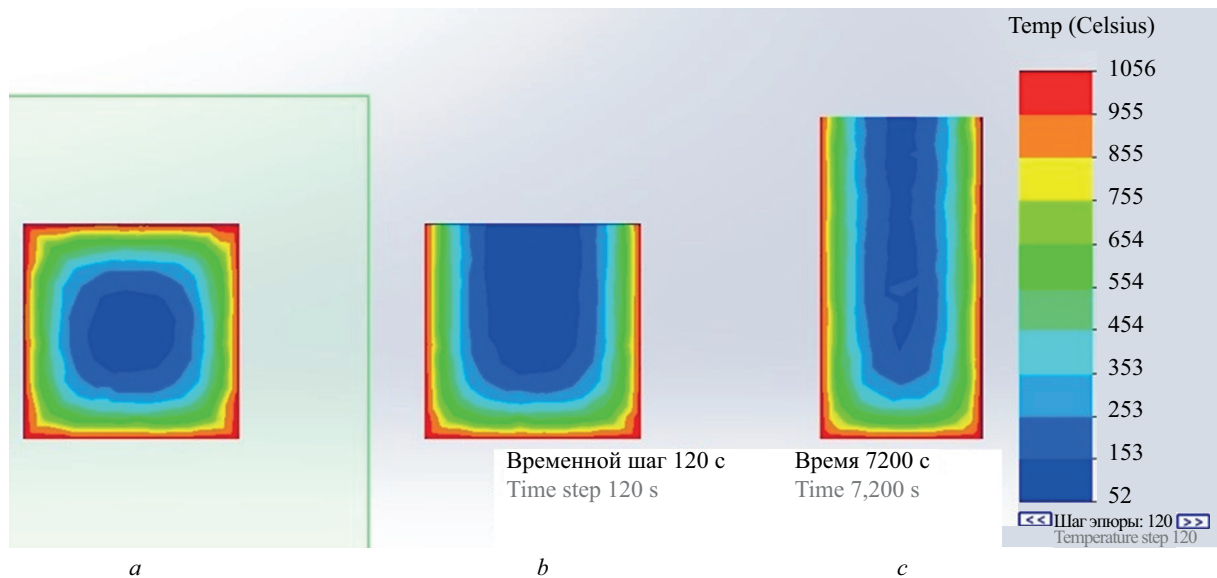 Temp (Celsius)
1056
955
855
755
654
554
454
353
253
153
52
Временной шаг 120 с
Time step 120 s
Время 7200 с
Time 7,200 s
<< Шаг эпюры: 120 >>
Temperature step 120
a
b
c